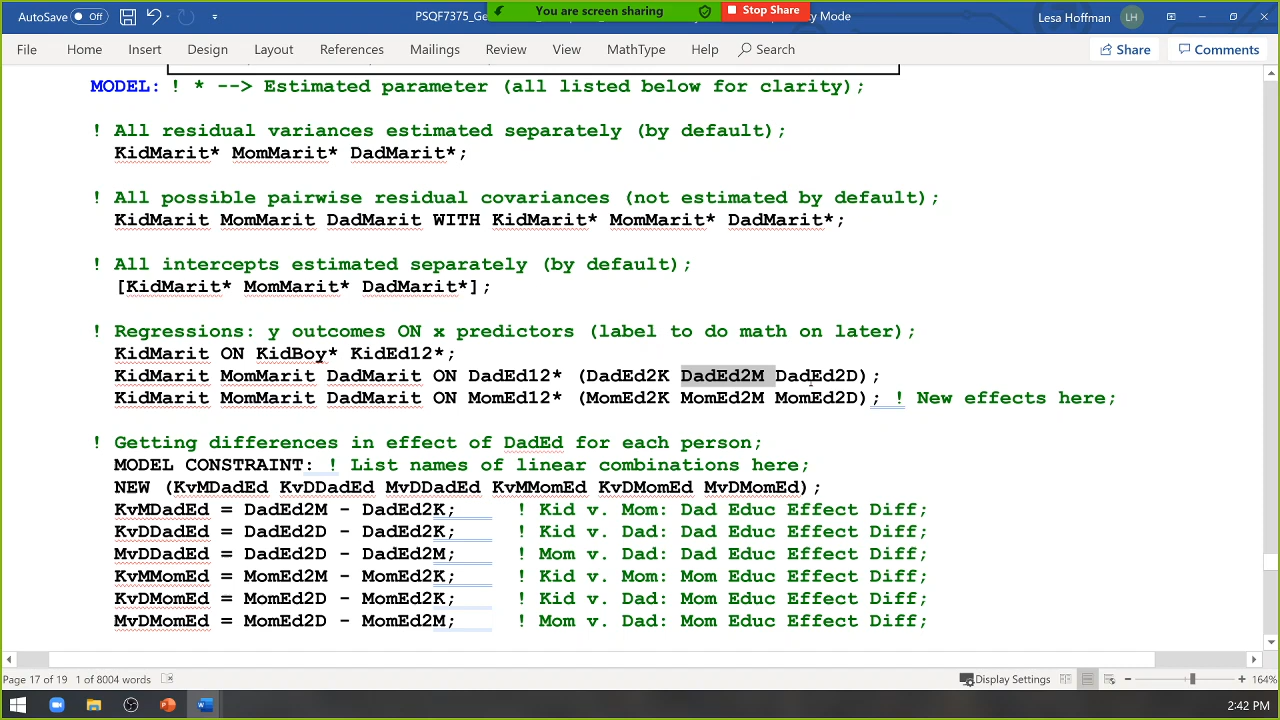 AutoSave Off PSQF7375_Ge You are screen sharing Stop Share Mode Lesa Hoffman LH
File Home Insert Design Layout References Mailings Review View MathType Help Search Share Comments
MODEL: ! * --> Estimated parameter (all listed below for clarity);
! All residual variances estimated separately (by default);
KidMarit* MomMarit* DadMarit*;
! All possible pairwise residual covariances (not estimated by default);
KidMarit MomMarit DadMarit WITH KidMarit* MomMarit* DadMarit*;
! All intercepts estimated separately (by default);
[KidMarit* MomMarit* DadMarit*];
! Regressions: y outcomes ON x predictors (label to do math on later);
KidMarit ON KidBoy* KidEd12*;
KidMarit MomMarit DadMarit ON DadEd12* (DadEd2K DadEd2M DadEd2D);
KidMarit MomMarit DadMarit ON MomEd12* (MomEd2K MomEd2M MomEd2D); ! New effects here;
! Getting differences in effect of DadEd for each person;
MODEL CONSTRAINT: ! List names of linear combinations here;
NEW (KvMDadEd KvDDadEd MvDDadEd KvMMomEd KvDMomEd MvDMomEd);
KvMDadEd = DadEd2M - DadEd2K; ! Kid v. Mom: Dad Educ Effect Diff;
KvDDadEd = DadEd2D - DadEd2K; ! Kid v. Dad: Dad Educ Effect Diff;
MvDDadEd = DadEd2D - DadEd2M; ! Mom v. Dad: Dad Educ Effect Diff;
KvMMomEd = MomEd2M - MomEd2K; ! Kid v. Mom: Mom Educ Effect Diff;
KvDMomEd = MomEd2D - MomEd2K; ! Kid v. Dad: Mom Educ Effect Diff;
MvDMomEd = MomEd2D - MomEd2M; ! Mom v. Dad: Mom Educ Effect Diff;
Page 17 of 19 1 of 8004 words Display Settings 164%
2:42 PM